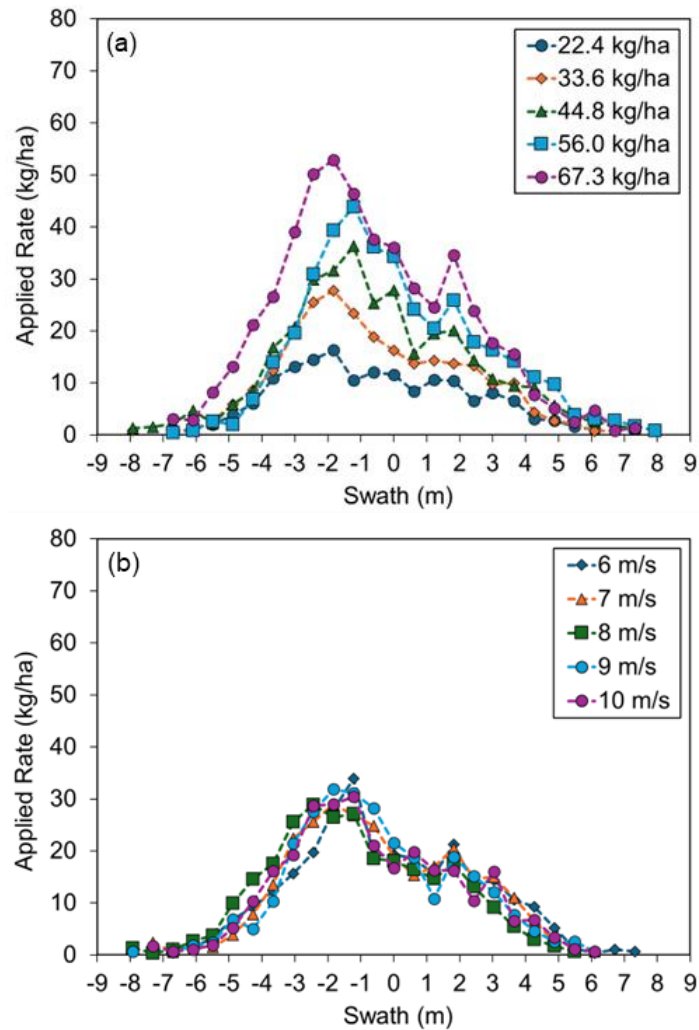 (a)
80
70
60
50
40
30
20
10
0
Applied Rate (kg/ha)
22.4 kg/ha
33.6 kg/ha
44.8 kg/ha
56.0 kg/ha
67.3 kg/ha
-9 -8 -7 -6 -5 -4 -3 -2 -1 0 1 2 3 4 5 6 7 8 9
Swath (m)
(b)
80
70
60
50
40
30
20
10
0
Applied Rate (kg/ha)
6 m/s
7 m/s
8 m/s
9 m/s
10 m/s
-9 -8 -7 -6 -5 -4 -3 -2 -1 0 1 2 3 4 5 6 7 8 9
Swath (m)